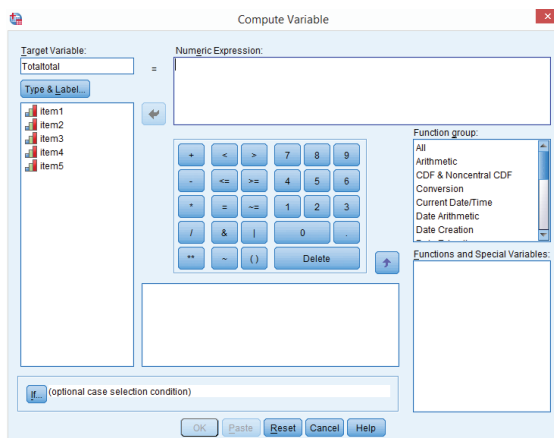 Compute Variable
Target Variable:
Totaltotal
=
Numeric Expression:
Type & Label...
item1
item2
item3
item4
item5
+ < > 7 8 9
- <= >= 4 5 6
* = ~= 1 2 3
/ & | 0 .
** ~ ( ) Delete
Function group:
All
Arithmetic
CDF & Noncentral CDF
Conversion
Current Date/Time
Date Arithmetic
Date Creation
Functions and Special Variables:
If... (optional case selection condition)
OK Paste Reset Cancel Help